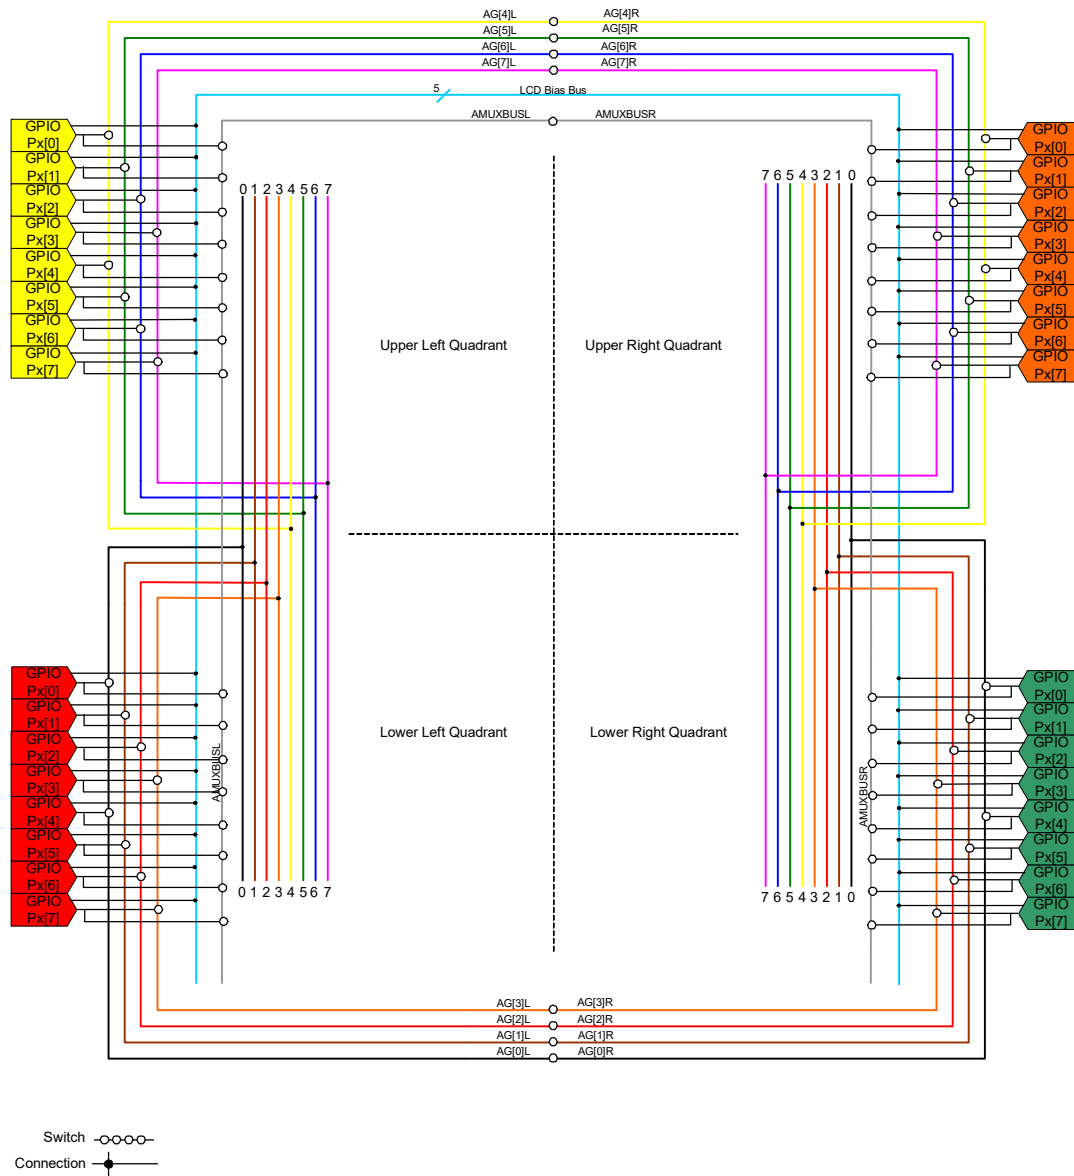 AG[4]L AG[4]R
AG[5]L AG[5]R
AG[6]L AG[6]R
AG[7]L AG[7]R
5 LCD Bias Bus
AMUXBUSL AMUXBUSR
GPIO
Px[0]
GPIO
Px[1]
GPIO
Px[2]
GPIO
Px[3]
GPIO
Px[4]
GPIO
Px[5]
GPIO
Px[6]
GPIO
Px[7]
GPIO
Px[0]
GPIO
Px[1]
GPIO
Px[2]
GPIO
Px[3]
GPIO
Px[4]
GPIO
Px[5]
GPIO
Px[6]
GPIO
Px[7]
0 1 2 3 4 5 6 7
7 6 5 4 3 2 1 0
Upper Left Quadrant
Upper Right Quadrant
Lower Left Quadrant
Lower Right Quadrant
GPIO
Px[0]
GPIO
Px[1]
GPIO
Px[2]
GPIO
Px[3]
GPIO
Px[4]
GPIO
Px[5]
GPIO
Px[6]
GPIO
Px[7]
AMUXBUSL
AMUXBUSR
GPIO
Px[0]
GPIO
Px[1]
GPIO
Px[2]
GPIO
Px[3]
GPIO
Px[4]
GPIO
Px[5]
GPIO
Px[6]
GPIO
Px[7]
0 1 2 3 4 5 6 7
7 6 5 4 3 2 1 0
AG[3]L AG[3]R
AG[2]L AG[2]R
AG[1]L AG[1]R
AG[0]L AG[0]R
Switch
Connection